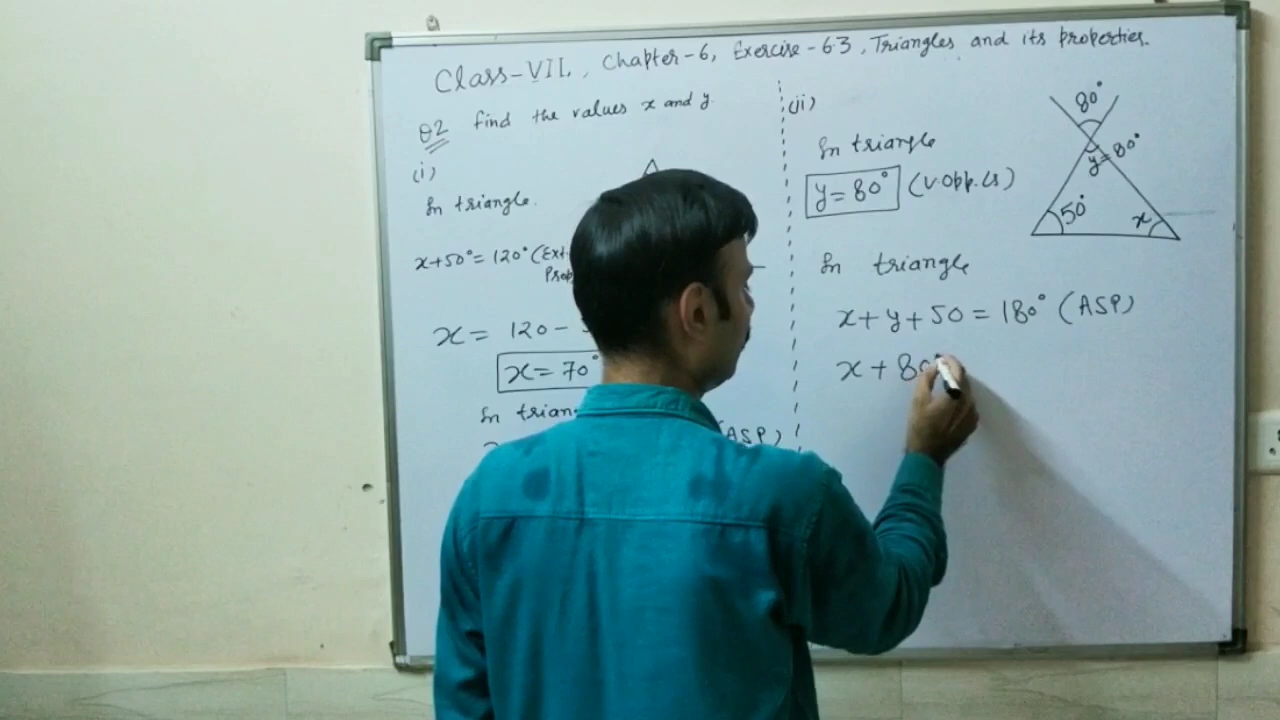 Class-VII, Chapter-6, Exercise-6.3, Triangles and its properties.
Q2 find the values x and y.
(i)
In triangle.
x+50°=120° (Ext
Prop
x = 120 -
x = 70°
In trian
(ASP)
(ii)
In triangle
y = 80° (V.Opp.∠s)
In triangle
x + y + 50 = 180° (ASP)
x + 80
80°
y=80°
50°
x